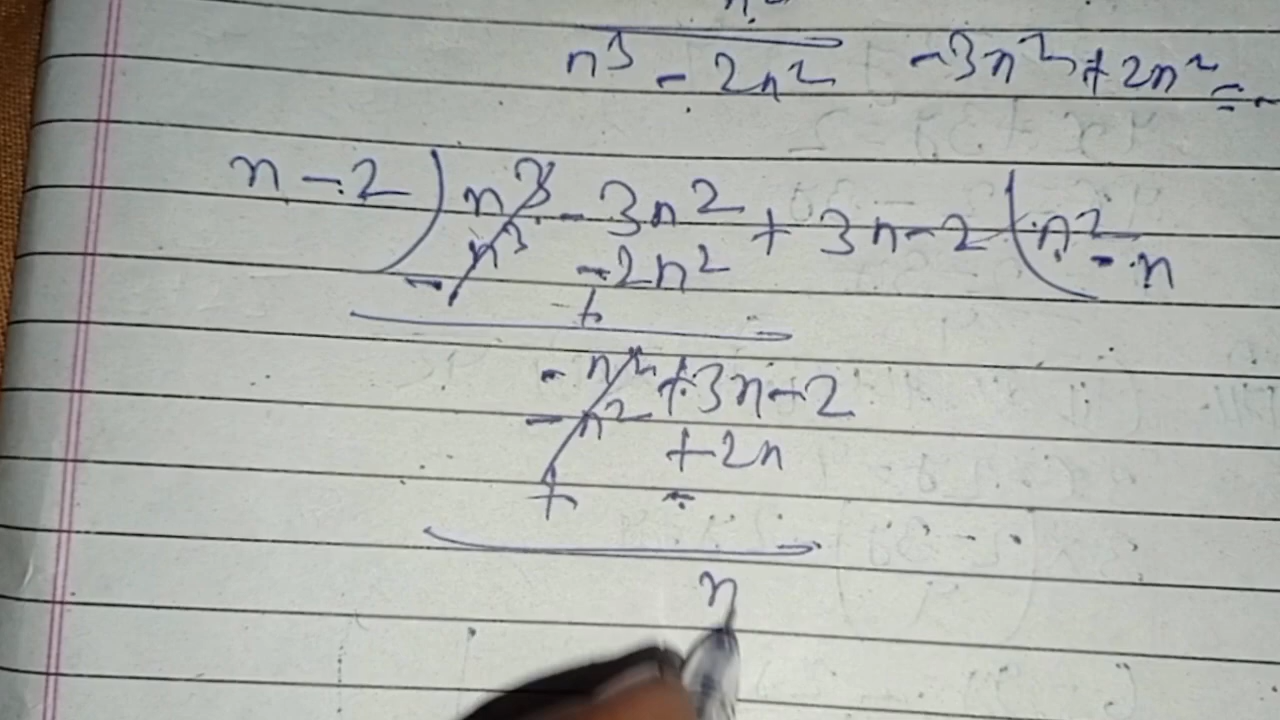 n³ - 2n² -3n² + 2n² = -
n - 2 ) n³ - 3n² + 3n - 2 ( n² - n
n³ - 2n²
- +
- n² + 3n - 2
- n² + 2n
+ -
n